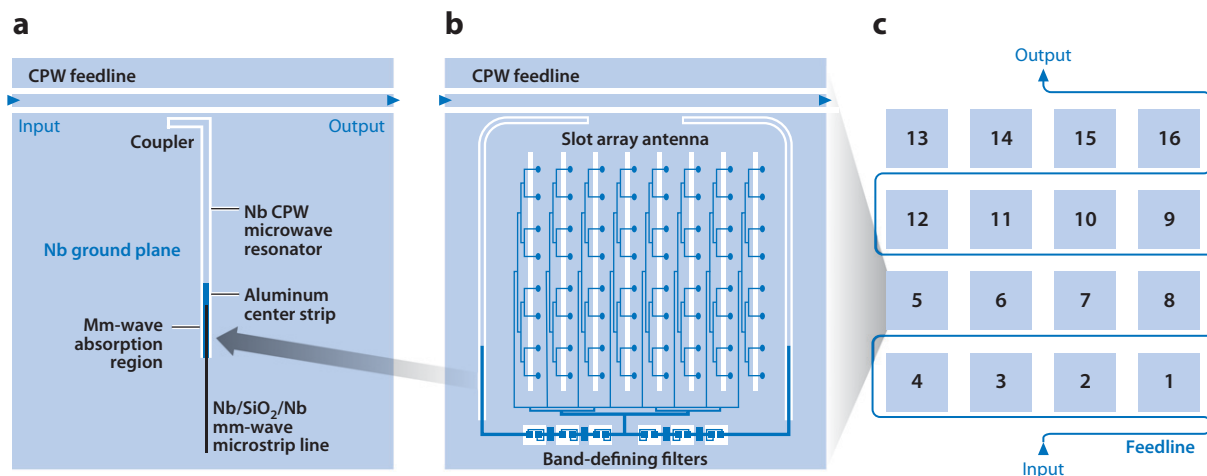 a
CPW feedline
Input
Output
Coupler
Nb CPW
microwave
resonator
Nb ground plane
Aluminum
center strip
Mm-wave
absorption
region
Nb/SiO₂/Nb
mm-wave
microstrip line
b
CPW feedline
Slot array antenna
Band-defining filters
c
Output
13 14 15 16
12 11 10 9
5 6 7 8
4 3 2 1
Feedline
Input